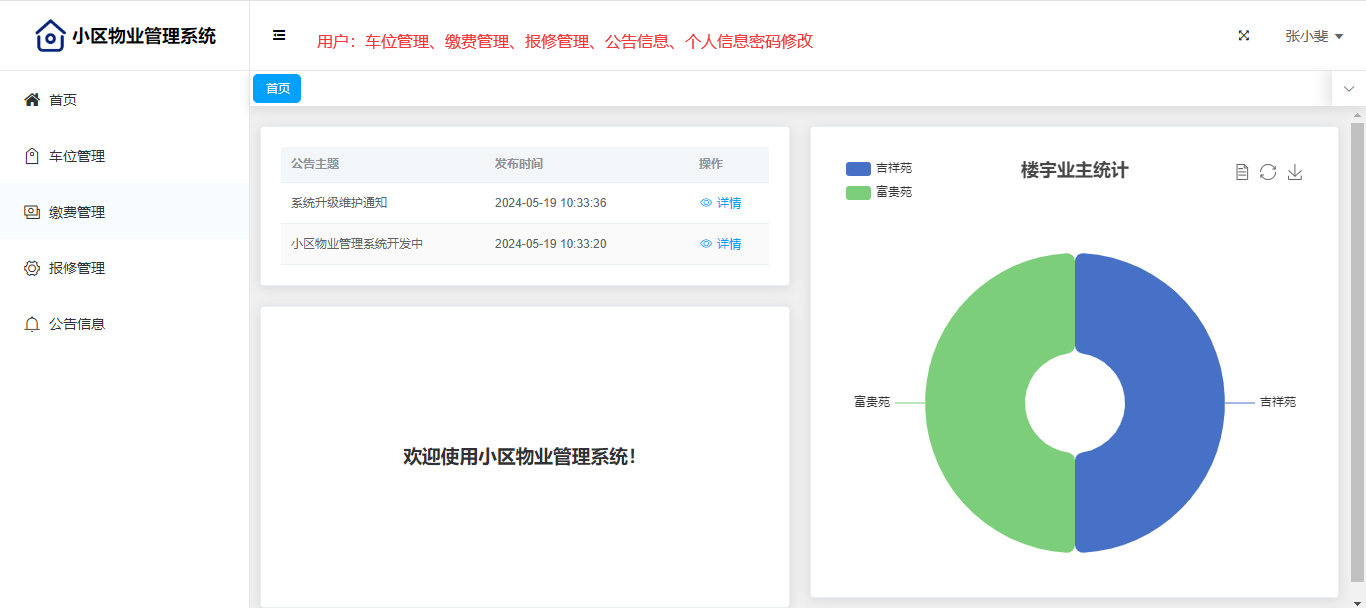 小区物业管理系统
用户：车位管理、缴费管理、报修管理、公告信息、个人信息密码修改
张小斐
首页
车位管理
缴费管理
报修管理
公告信息
首页
公告主题 发布时间 操作
系统升级维护通知 2024-05-19 10:33:36 详情
小区物业管理系统开发中 2024-05-19 10:33:20 详情
欢迎使用小区物业管理系统！
楼宇业主统计
吉祥苑
富贵苑
富贵苑
吉祥苑